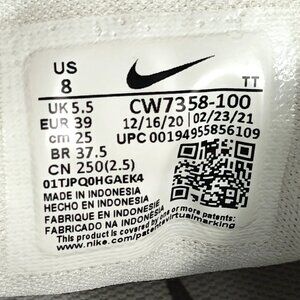 US
8
TT
UK 5.5
CW7358-100
EUR 39
12/16/20 02/23/21
cm 25
UPC 00194955856109
BR 37.5
CN 250(2.5)
01TJPQ0HGAEK4
MADE IN INDONESIA
HECHO EN INDONESIA
FABRIQUE EN INDONESIE
FABRICADO NA INDONESIA
This product is covered by one or more patents:
www.nike.com/patentsvirtualmarking